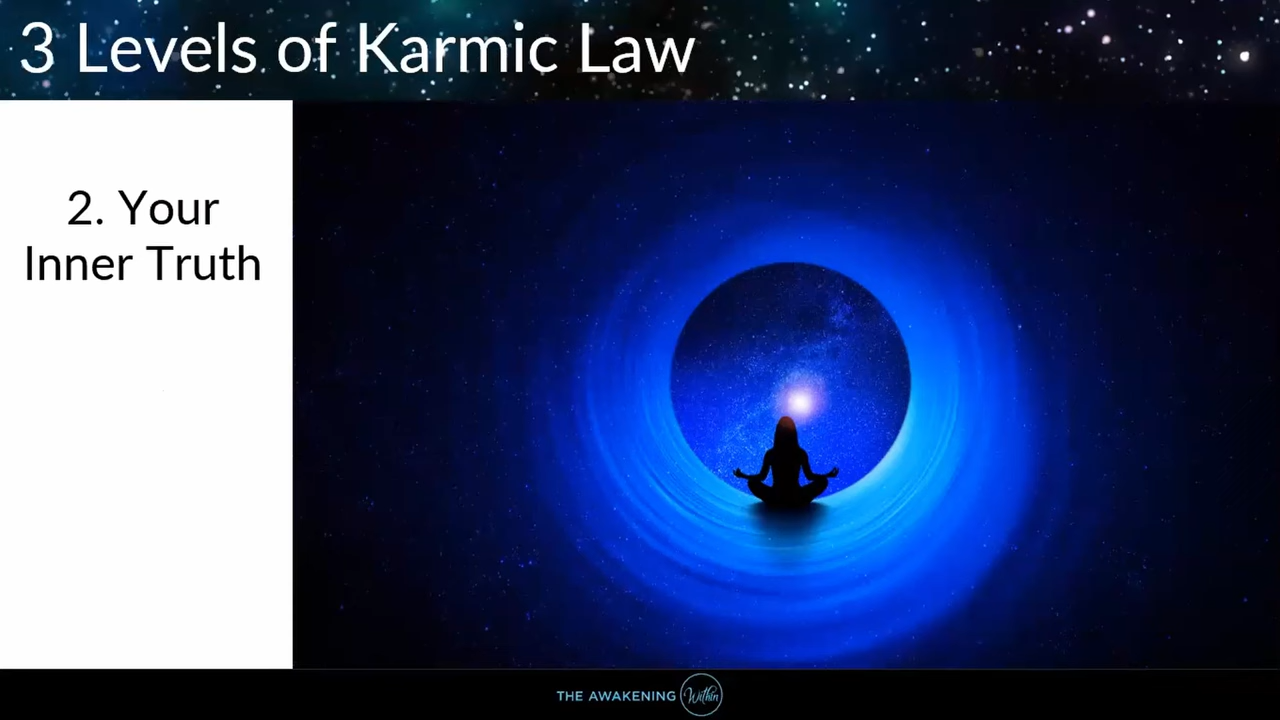 3 Levels of Karmic Law
2. Your
Inner Truth
THE AWAKENING Within